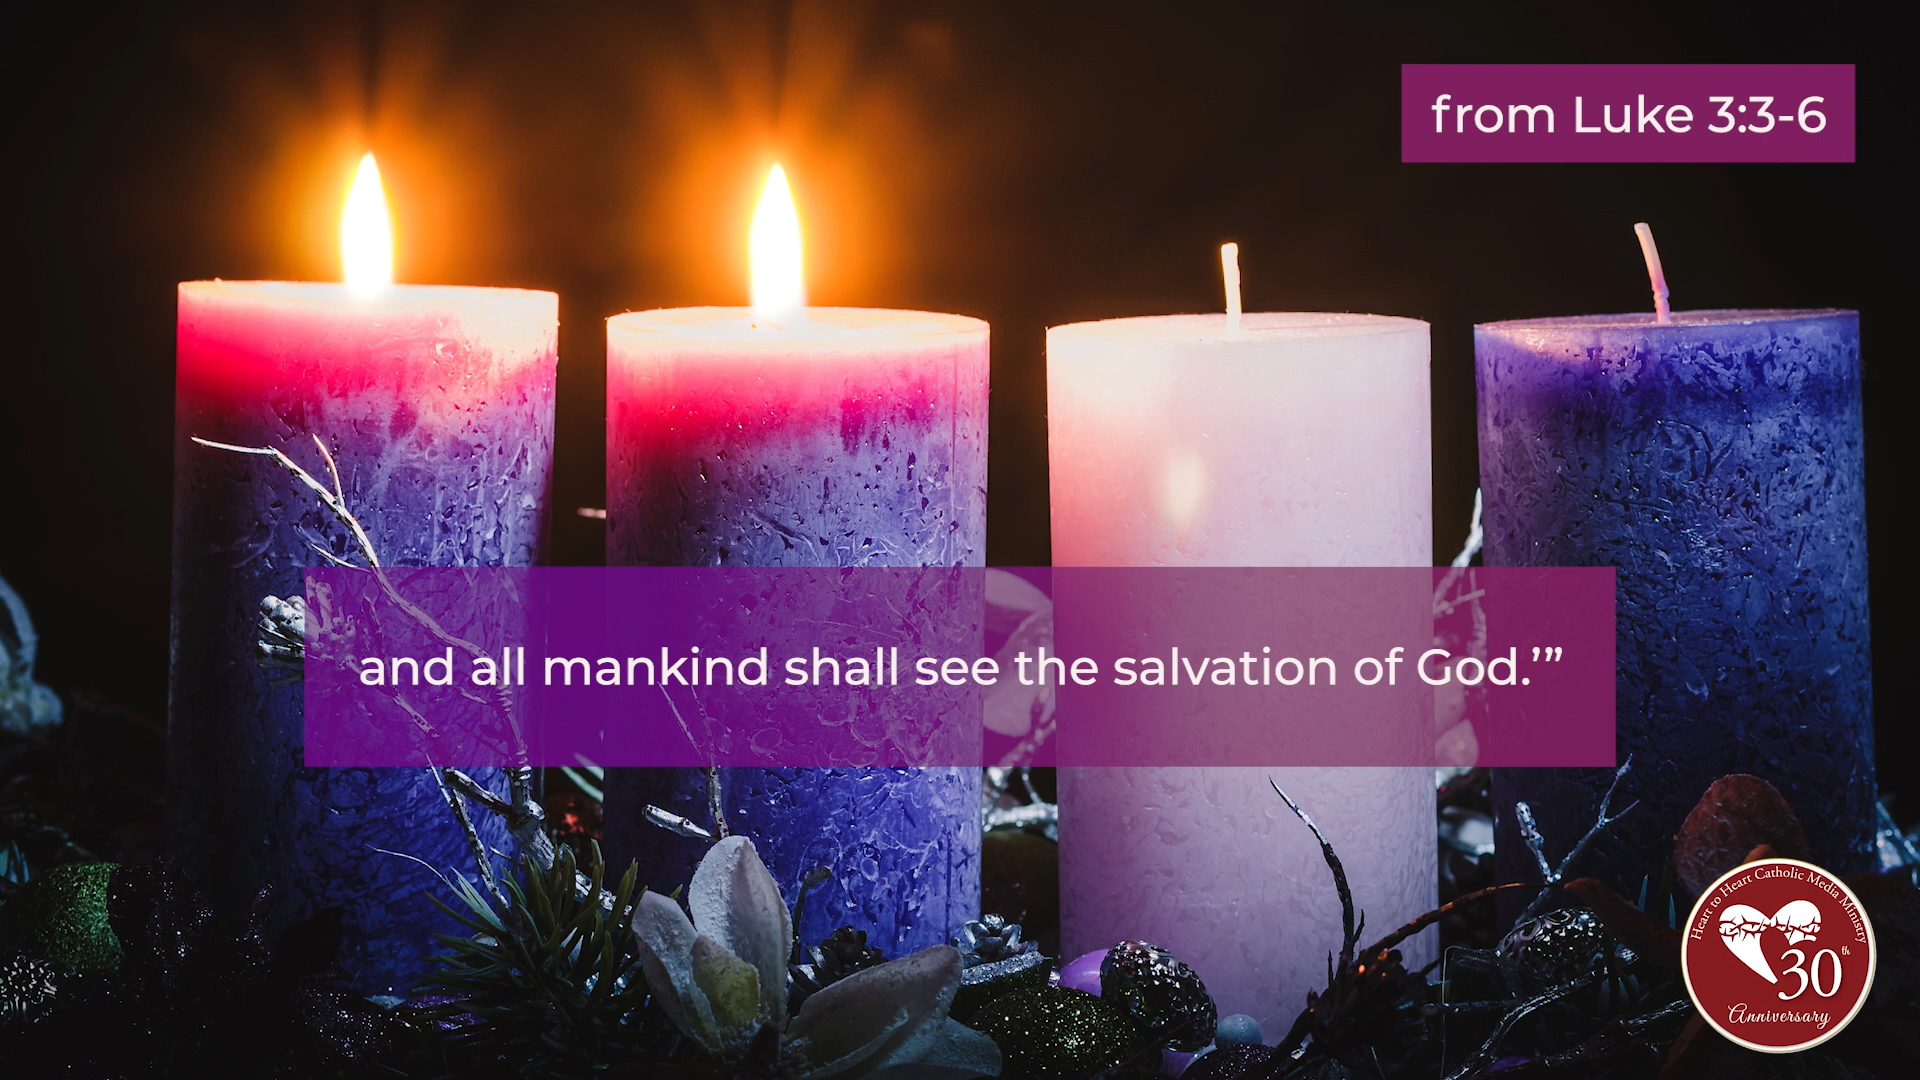 from Luke 3:3-6
and all mankind shall see the salvation of God.’”
Heart to Heart Catholic Media Ministry
30th
Anniversary